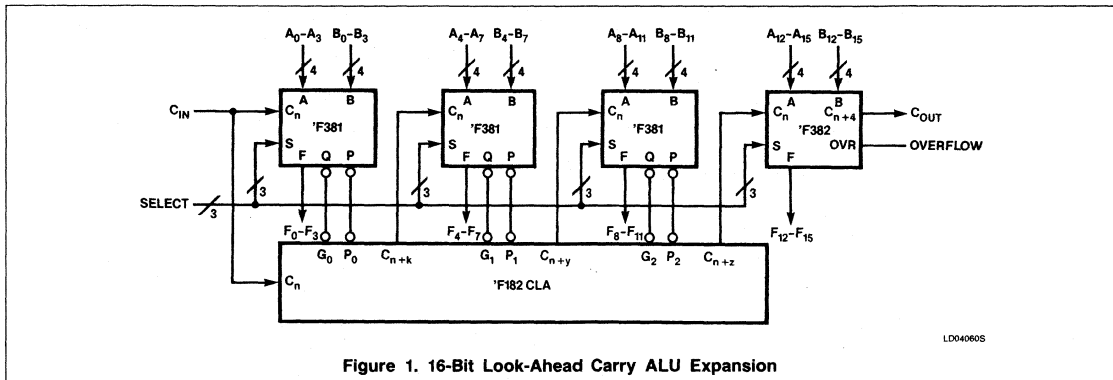 A0–A3 B0–B3 A4–A7 B4–B7 A8–A11 B8–B11 A12–A15 B12–B15
4 4 4 4 4 4 4 4
A B A B A B A B
CIN Cn Cn Cn Cn Cn+4 COUT
'F381 'F381 'F381 'F382
S S S S OVR OVERFLOW
F Q P F Q P F Q P F
3 3 3 3
SELECT 3
F0–F3 F4–F7 F8–F11 F12–F15
G0 P0 Cn+k G1 P1 Cn+y G2 P2 Cn+z
Cn 'F182 CLA
LD04060S
Figure 1. 16-Bit Look-Ahead Carry ALU Expansion